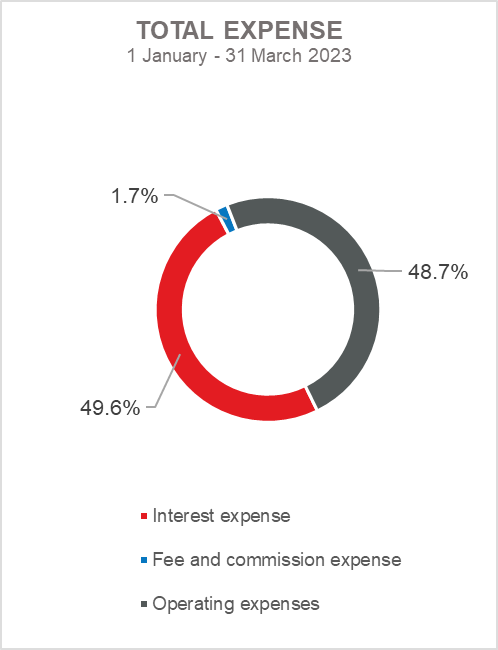 TOTAL EXPENSE
1 January - 31 March 2023
1.7%
48.7%
49.6%
Interest expense
Fee and commission expense
Operating expenses